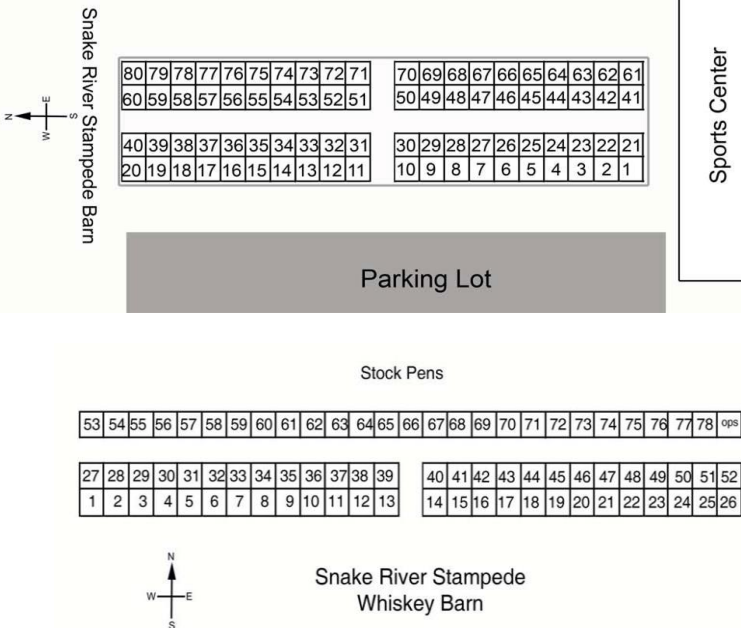 Snake River Stampede Barn
N E S W
80 79 78 77 76 75 74 73 72 71 70 69 68 67 66 65 64 63 62 61
60 59 58 57 56 55 54 53 52 51 50 49 48 47 46 45 44 43 42 41
40 39 38 37 36 35 34 33 32 31 30 29 28 27 26 25 24 23 22 21
20 19 18 17 16 15 14 13 12 11 10 9 8 7 6 5 4 3 2 1
Sports Center
Parking Lot
Stock Pens
53 54 55 56 57 58 59 60 61 62 63 64 65 66 67 68 69 70 71 72 73 74 75 76 77 78 ops
27 28 29 30 31 32 33 34 35 36 37 38 39 40 41 42 43 44 45 46 47 48 49 50 51 52
1 2 3 4 5 6 7 8 9 10 11 12 13 14 15 16 17 18 19 20 21 22 23 24 25 26
N
W E
S
Snake River Stampede
Whiskey Barn